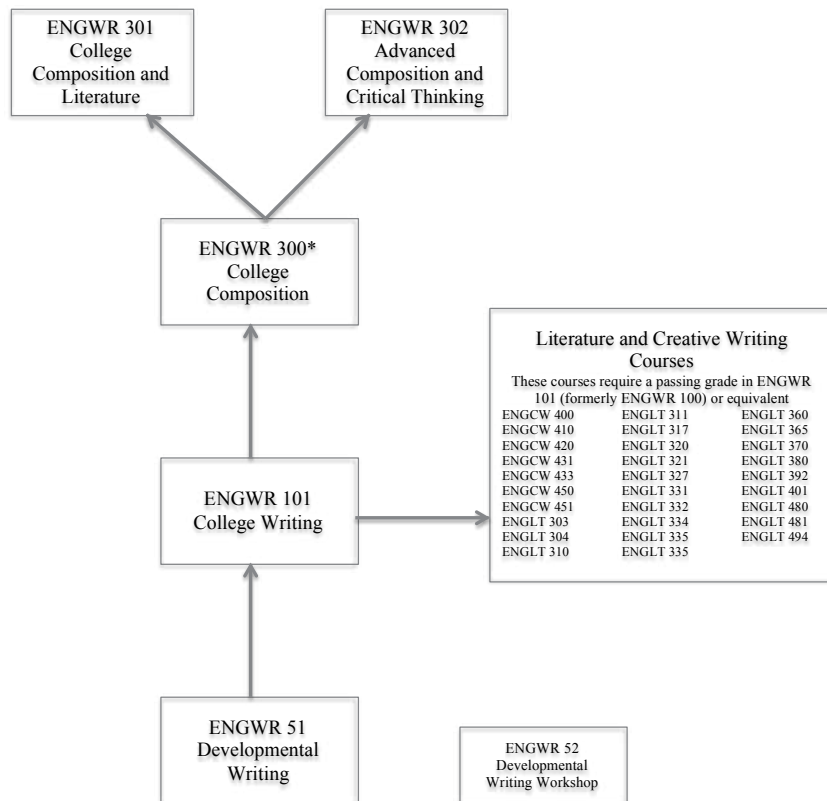 ENGWR 301
College
Composition and
Literature
ENGWR 302
Advanced
Composition and
Critical Thinking
ENGWR 300*
College
Composition
Literature and Creative Writing
Courses
These courses require a passing grade in ENGWR
101 (formerly ENGWR 100) or equivalent
ENGCW 400 ENGLT 311 ENGLT 360
ENGCW 410 ENGLT 317 ENGLT 365
ENGCW 420 ENGLT 320 ENGLT 370
ENGCW 431 ENGLT 321 ENGLT 380
ENGCW 433 ENGLT 327 ENGLT 392
ENGCW 450 ENGLT 331 ENGLT 401
ENGCW 451 ENGLT 332 ENGLT 480
ENGLT 303 ENGLT 334 ENGLT 481
ENGLT 304 ENGLT 335 ENGLT 494
ENGLT 310 ENGLT 335
ENGWR 101
College Writing
ENGWR 51
Developmental
Writing
ENGWR 52
Developmental
Writing Workshop